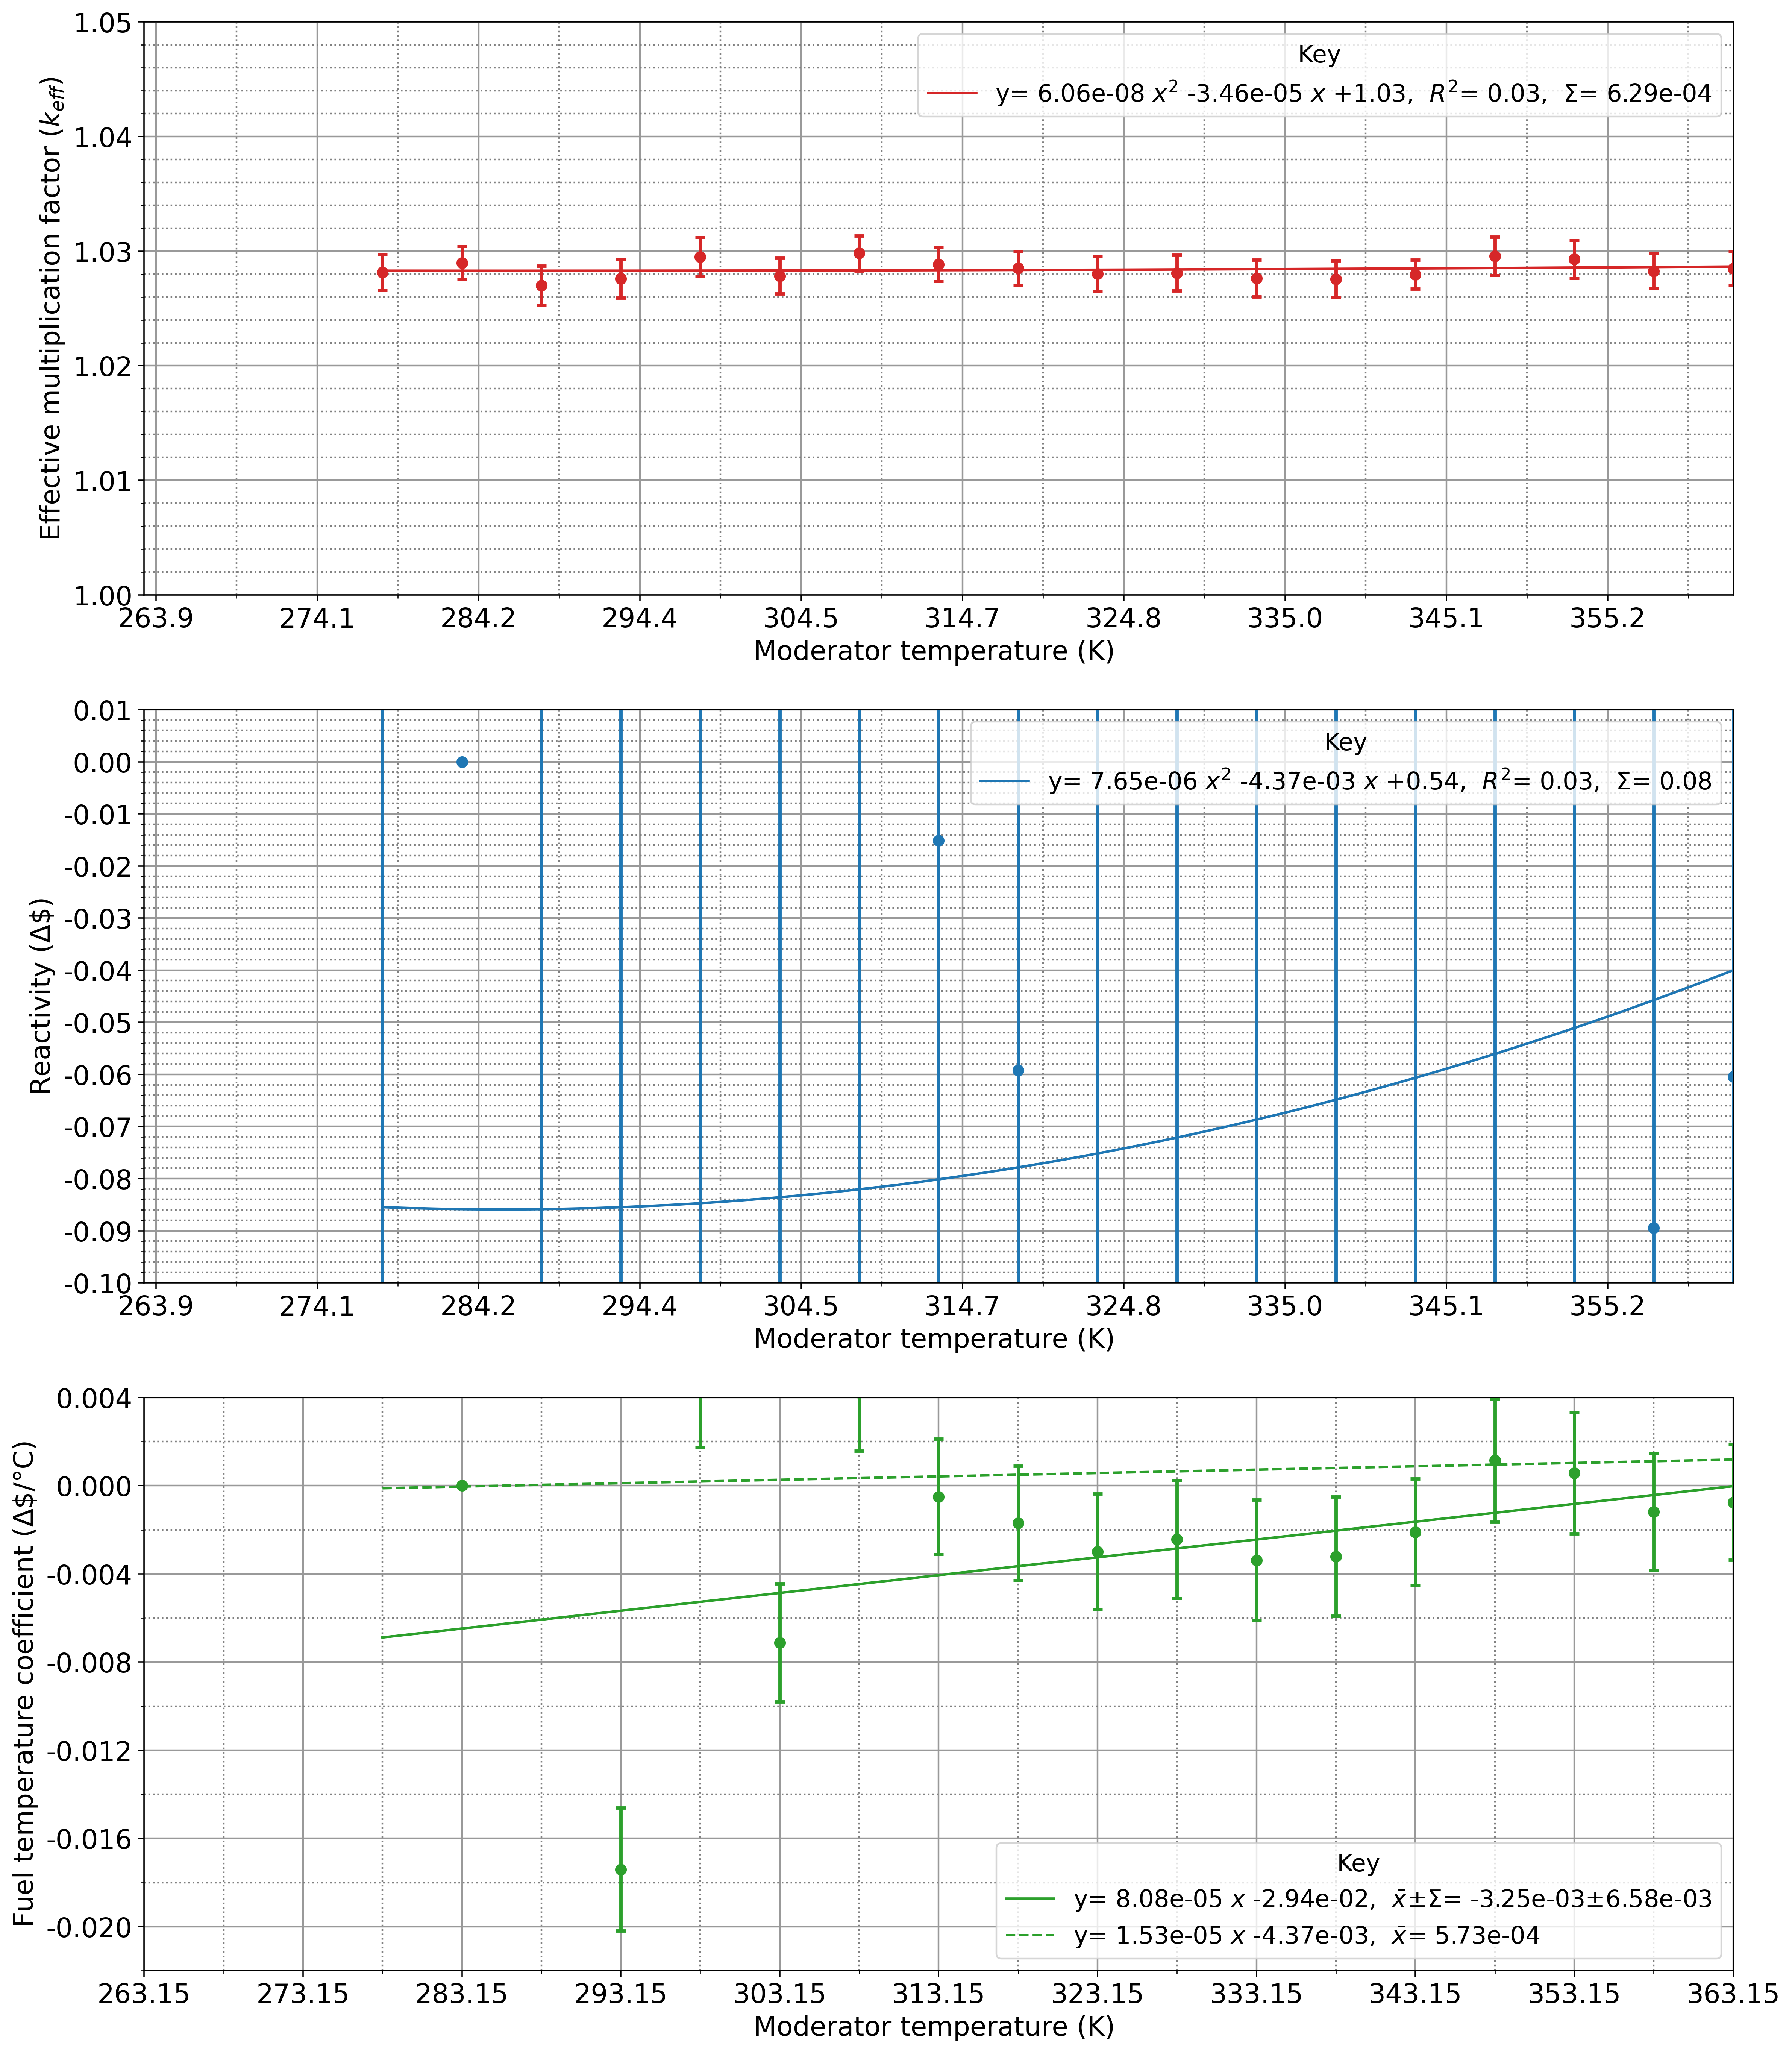 1.05
1.04
1.03
1.02
1.01
1.00
Effective multiplication factor (k_eff)
Key
y= 6.06e-08 x² -3.46e-05 x +1.03, R²= 0.03, Σ= 6.29e-04
263.9 274.1 284.2 294.4 304.5 314.7 324.8 335.0 345.1 355.2
Moderator temperature (K)
0.01
0.00
-0.01
-0.02
-0.03
-0.04
-0.05
-0.06
-0.07
-0.08
-0.09
-0.10
Reactivity (Δ$)
Key
y= 7.65e-06 x² -4.37e-03 x +0.54, R²= 0.03, Σ= 0.08
263.9 274.1 284.2 294.4 304.5 314.7 324.8 335.0 345.1 355.2
Moderator temperature (K)
0.004
0.000
-0.004
-0.008
-0.012
-0.016
-0.020
Fuel temperature coefficient (Δ$/°C)
Key
y= 8.08e-05 x -2.94e-02, x̄±Σ= -3.25e-03±6.58e-03
y= 1.53e-05 x -4.37e-03, x̄= 5.73e-04
263.15 273.15 283.15 293.15 303.15 313.15 323.15 333.15 343.15 353.15 363.15
Moderator temperature (K)